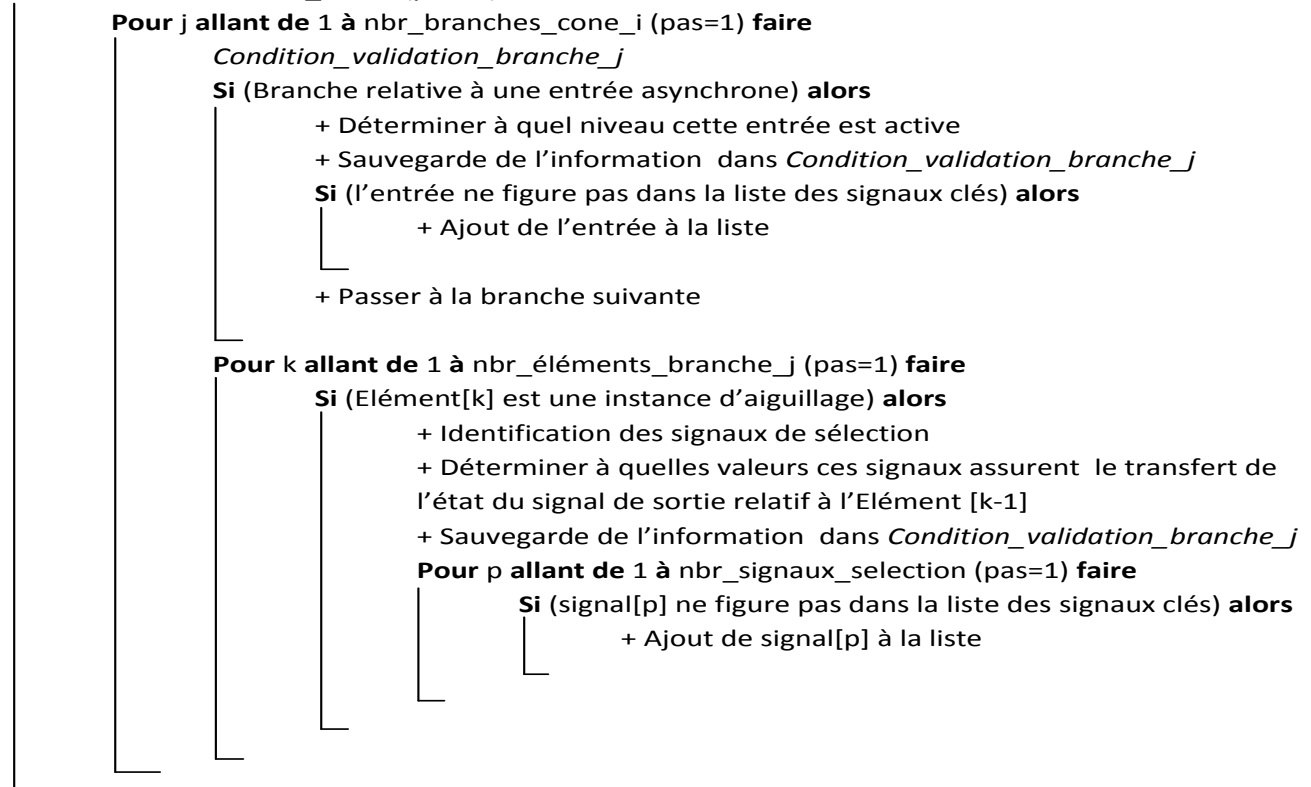 Pour j allant de 1 à nbr_branches_cone_i (pas=1) faire
Condition_validation_branche_j
Si (Branche relative à une entrée asynchrone) alors
+ Déterminer à quel niveau cette entrée est active
+ Sauvegarde de l’information dans Condition_validation_branche_j
Si (l’entrée ne figure pas dans la liste des signaux clés) alors
+ Ajout de l’entrée à la liste
+ Passer à la branche suivante
Pour k allant de 1 à nbr_éléments_branche_j (pas=1) faire
Si (Elément[k] est une instance d’aiguillage) alors
+ Identification des signaux de sélection
+ Déterminer à quelles valeurs ces signaux assurent le transfert de
l’état du signal de sortie relatif à l’Elément [k-1]
+ Sauvegarde de l’information dans Condition_validation_branche_j
Pour p allant de 1 à nbr_signaux_selection (pas=1) faire
Si (signal[p] ne figure pas dans la liste des signaux clés) alors
+ Ajout de signal[p] à la liste